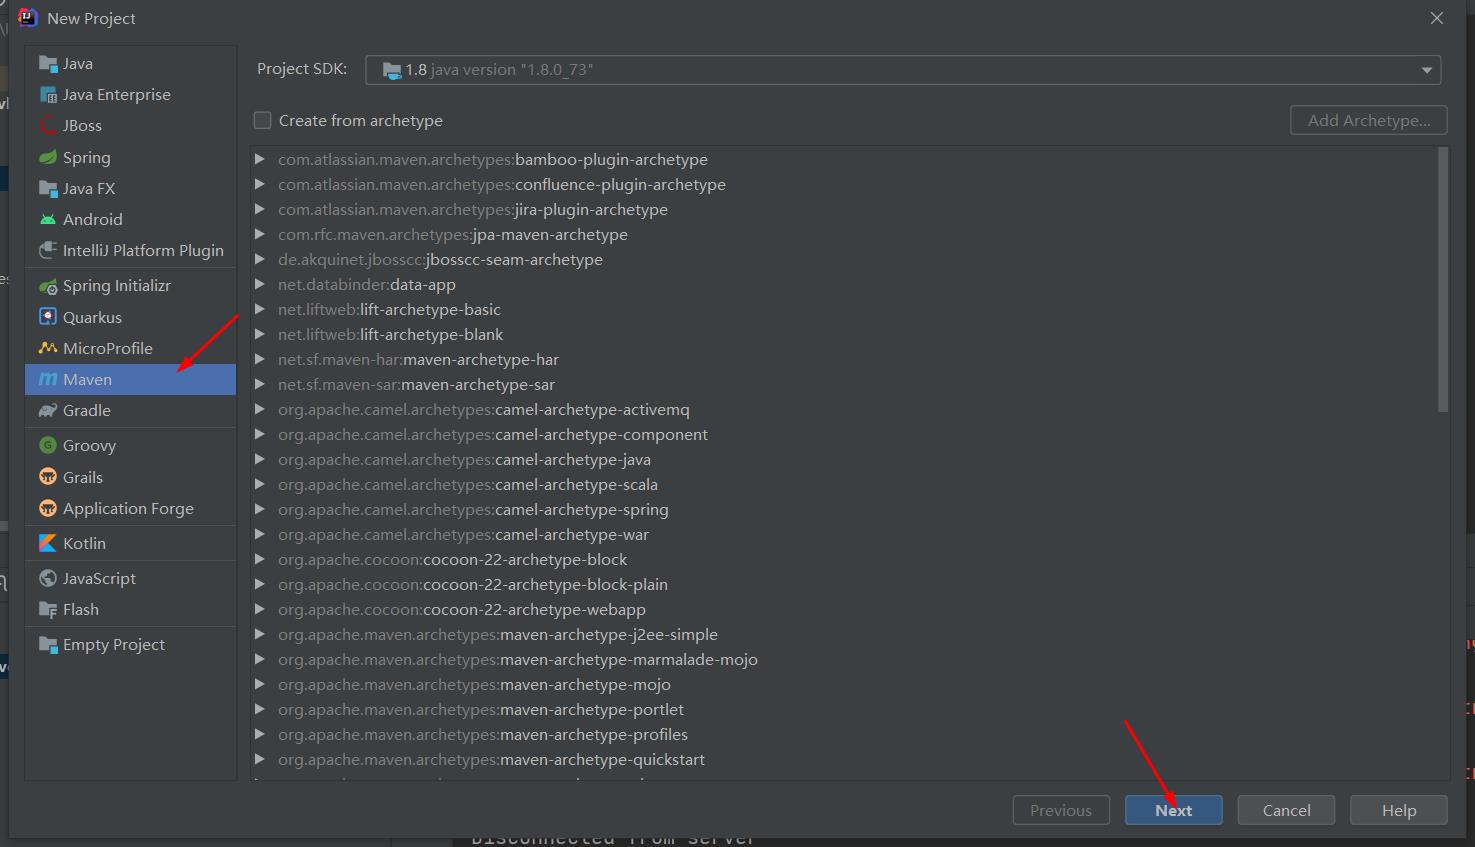 New Project
Java
Java Enterprise
JBoss
Spring
Java FX
Android
IntelliJ Platform Plugin
Spring Initializr
Quarkus
MicroProfile
Maven
Gradle
Groovy
Grails
Application Forge
Kotlin
JavaScript
Flash
Empty Project
Project SDK: 1.8 java version "1.8.0_73"
Create from archetype
Add Archetype...
com.atlassian.maven.archetypes:bamboo-plugin-archetype
com.atlassian.maven.archetypes:confluence-plugin-archetype
com.atlassian.maven.archetypes:jira-plugin-archetype
com.rfc.maven.archetypes:jpa-maven-archetype
de.akquinet.jbosscc:jbosscc-seam-archetype
net.databinder:data-app
net.liftweb:lift-archetype-basic
net.liftweb:lift-archetype-blank
net.sf.maven-har:maven-archetype-har
net.sf.maven-sar:maven-archetype-sar
org.apache.camel.archetypes:camel-archetype-activemq
org.apache.camel.archetypes:camel-archetype-component
org.apache.camel.archetypes:camel-archetype-java
org.apache.camel.archetypes:camel-archetype-scala
org.apache.camel.archetypes:camel-archetype-spring
org.apache.camel.archetypes:camel-archetype-war
org.apache.cocoon:cocoon-22-archetype-block
org.apache.cocoon:cocoon-22-archetype-block-plain
org.apache.cocoon:cocoon-22-archetype-webapp
org.apache.maven.archetypes:maven-archetype-j2ee-simple
org.apache.maven.archetypes:maven-archetype-marmalade-mojo
org.apache.maven.archetypes:maven-archetype-mojo
org.apache.maven.archetypes:maven-archetype-portlet
org.apache.maven.archetypes:maven-archetype-profiles
org.apache.maven.archetypes:maven-archetype-quickstart
Previous
Next
Cancel
Help
Disconnected from server